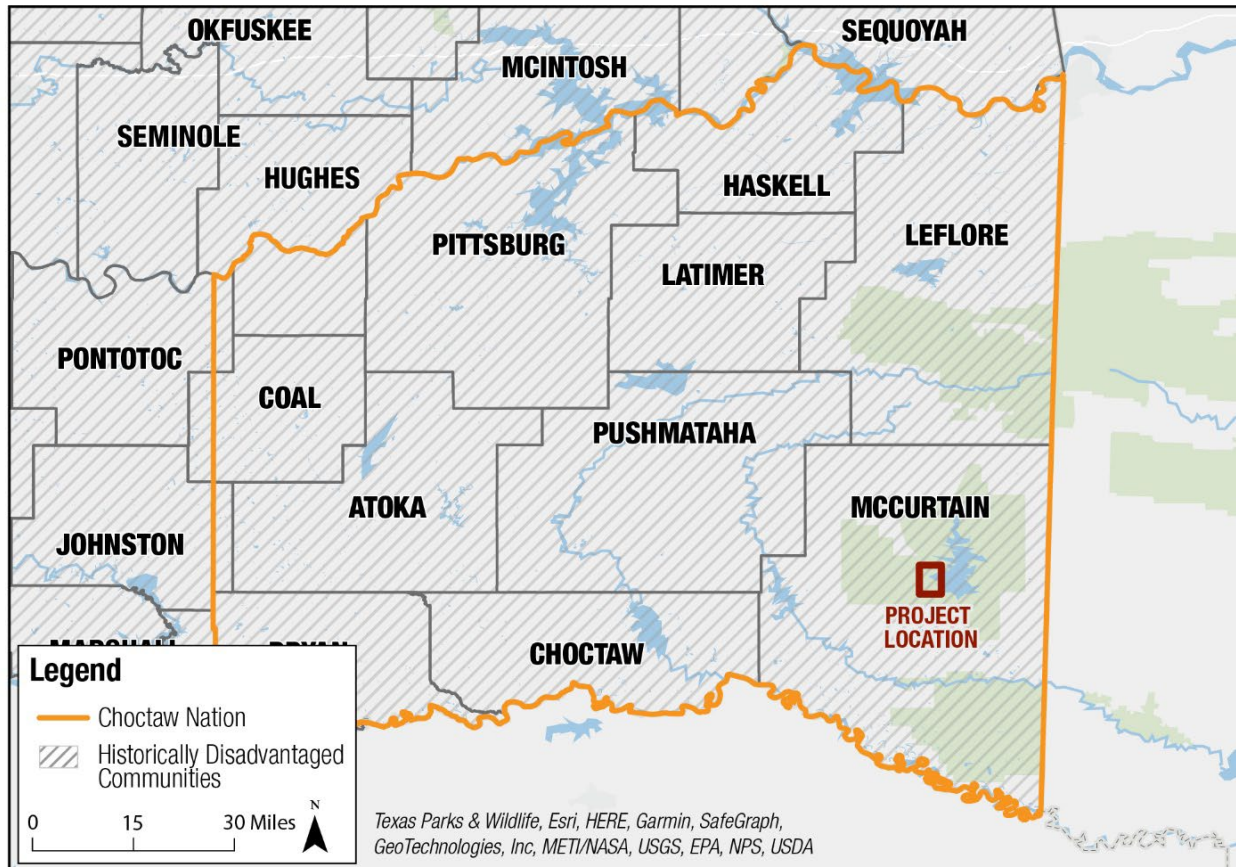 OKFUSKEE
SEQUOYAH
MCINTOSH
SEMINOLE
HUGHES
HASKELL
PITTSBURG
LEFLORE
LATIMER
PONTOTOC
COAL
PUSHMATAHA
ATOKA
MCCURTAIN
JOHNSTON
PROJECT
LOCATION
MARSHALL
BRYAN
CHOCTAW
Legend
Choctaw Nation
Historically Disadvantaged
Communities
0 15 30 Miles
N
Texas Parks & Wildlife, Esri, HERE, Garmin, SafeGraph,
GeoTechnologies, Inc, METI/NASA, USGS, EPA, NPS, USDA